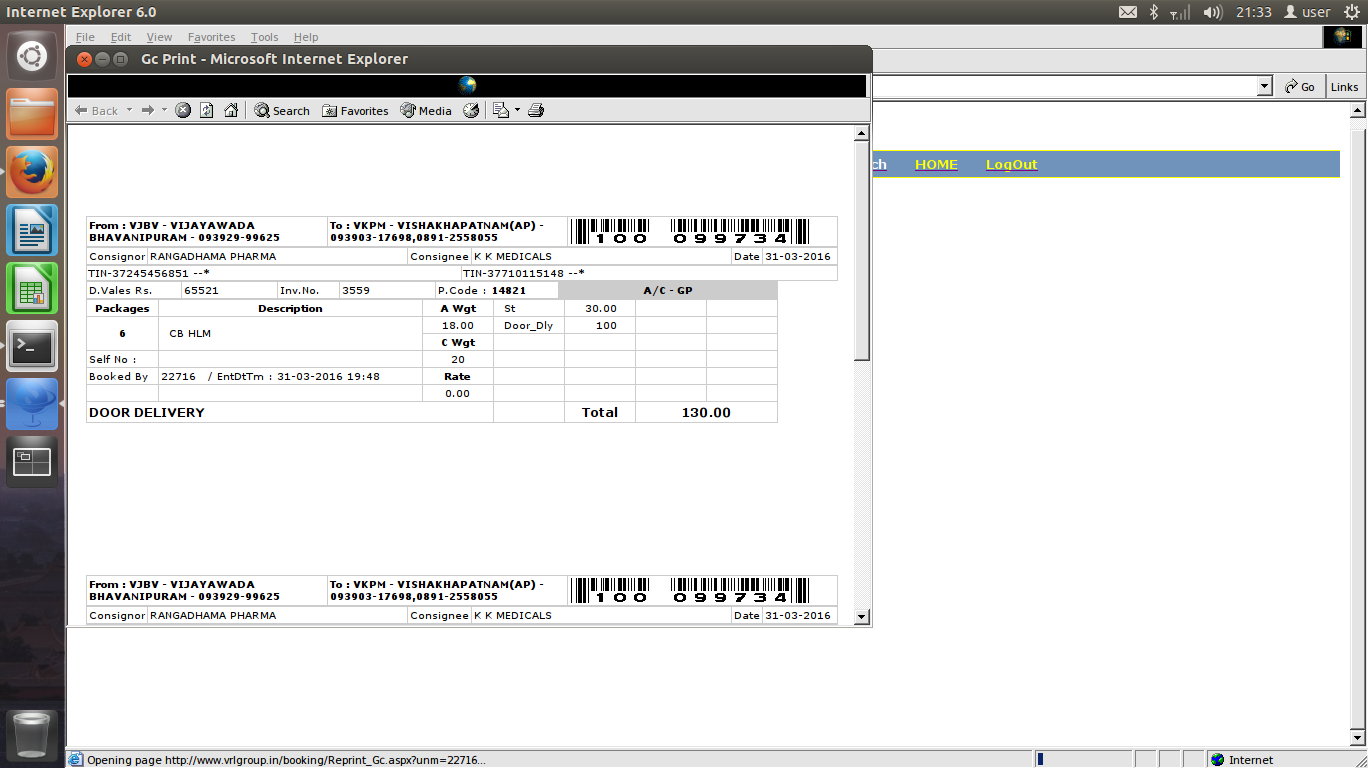 Internet Explorer 6.0
21:33
user
File Edit View Favorites Tools Help
Gc Print - Microsoft Internet Explorer
Go Links
Back Search Favorites Media
ch HOME LogOut
From : VJBV - VIJAYAWADA To : VKPM - VISHAKHAPATNAM(AP) -
BHAVANIPURAM - 093929-99625 093903-17698,0891-2558055 100 099734
Consignor RANGADHAMA PHARMA Consignee K K MEDICALS Date 31-03-2016
TIN-37245456851 --* TIN-37710115148 --*
D.Vales Rs. 65521 Inv.No. 3559 P.Code : 14821 A/C - GP
Packages Description A Wgt St 30.00
6 CB HLM 18.00 Door_Dly 100
C Wgt
Self No : 20
Booked By 22716 / EntDtTm : 31-03-2016 19:48 Rate
0.00
DOOR DELIVERY Total 130.00
From : VJBV - VIJAYAWADA To : VKPM - VISHAKHAPATNAM(AP) -
BHAVANIPURAM - 093929-99625 093903-17698,0891-2558055 100 099734
Consignor RANGADHAMA PHARMA Consignee K K MEDICALS Date 31-03-2016
Opening page http://www.vrlgroup.in/booking/Reprint_Gc.aspx?unm=22716... Internet